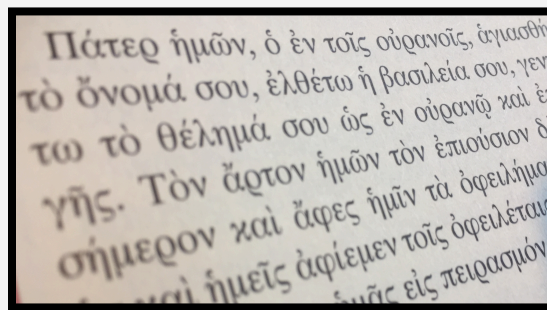 Πάτερ ἡμῶν, ὁ ἐν τοῖς οὐρανοῖς, ἁγιασθή
τὸ ὄνομά σου, ἐλθέτω ἡ βασιλεία σου, γεν
τω τὸ θέλημά σου ὡς ἐν οὐρανῷ καὶ ἐ
γῆς. Τὸν ἄρτον ἡμῶν τὸν ἐπιούσιον δ
σήμερον καὶ ἄφες ἡμῖν τὰ ὀφειλήμα
καὶ ἡμεῖς ἀφίεμεν τοῖς ὀφειλέταις
εἰς πειρασμόν